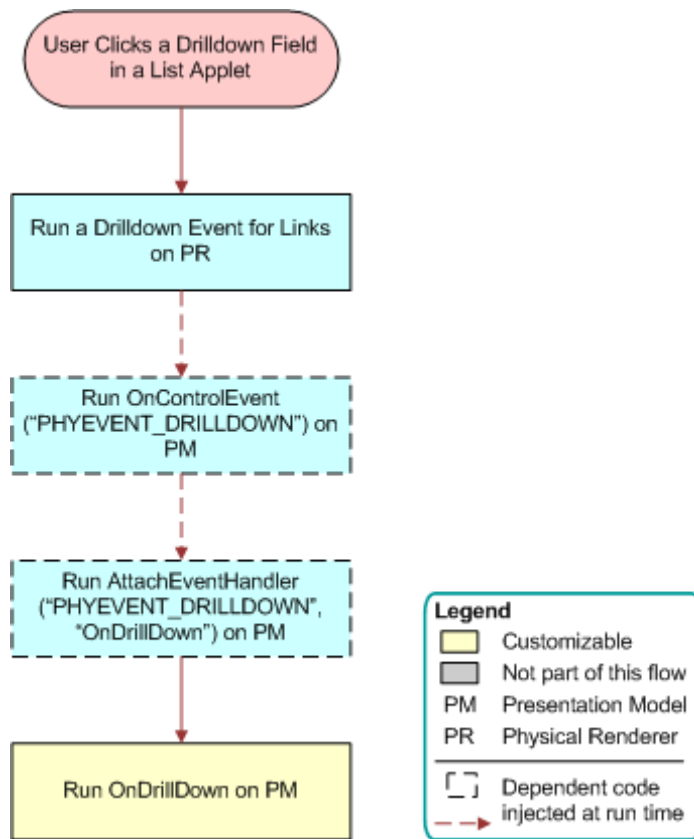 User Clicks a Drilldown Field
in a List Applet
Run a Drilldown Event for Links
on PR
Run OnControlEvent
(“PHYEVENT_DRILLDOWN”) on
PM
Run AttachEventHandler
(“PHYEVENT_DRILLDOWN”,
“OnDrillDown”) on PM
Run OnDrillDown on PM
Legend
Customizable
Not part of this flow
PM Presentation Model
PR Physical Renderer
Dependent code
injected at run time